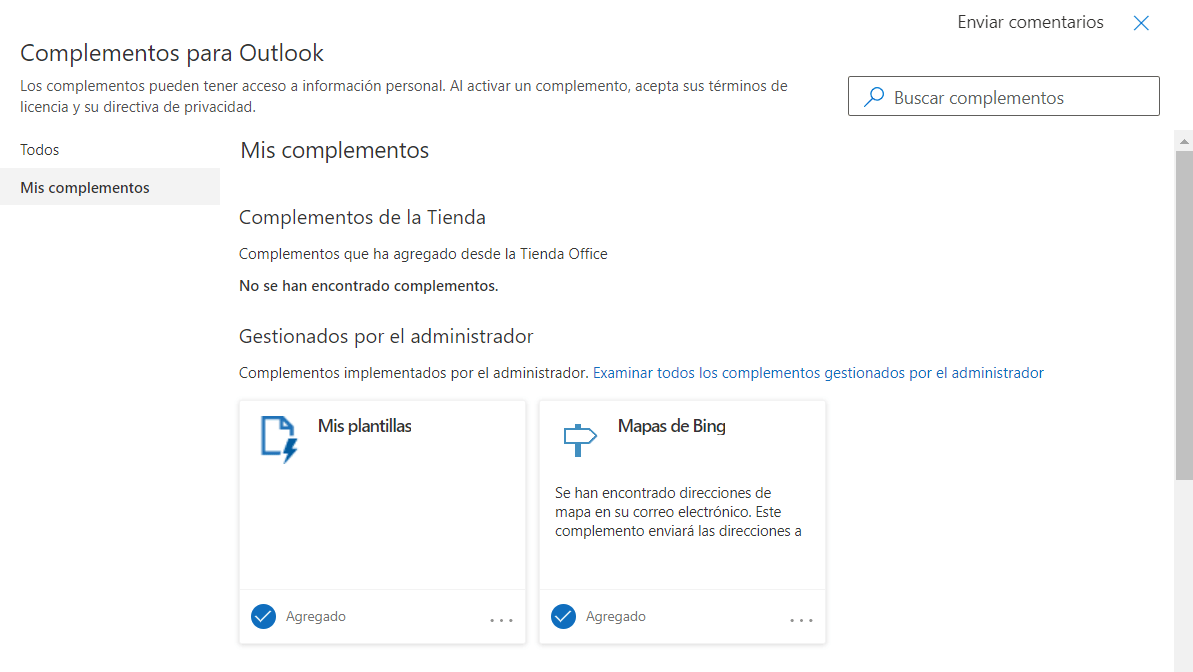 Enviar comentarios
Complementos para Outlook
Los complementos pueden tener acceso a información personal. Al activar un complemento, acepta sus términos de
licencia y su directiva de privacidad.
Buscar complementos
Todos
Mis complementos
Mis complementos
Complementos de la Tienda
Complementos que ha agregado desde la Tienda Office
No se han encontrado complementos.
Gestionados por el administrador
Complementos implementados por el administrador. Examinar todos los complementos gestionados por el administrador
Mis plantillas
Agregado
Mapas de Bing
Se han encontrado direcciones de
mapa en su correo electrónico. Este
complemento enviará las direcciones a
Agregado